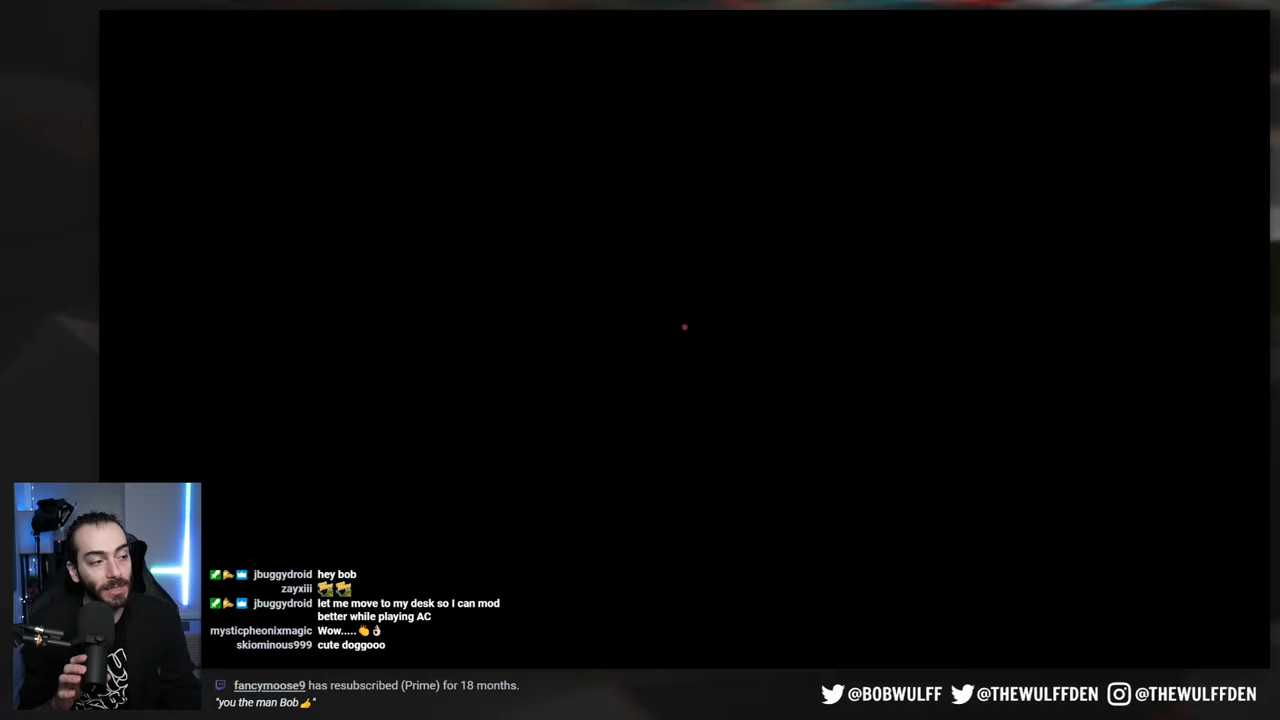 jbuggydroid hey bob
zayxiii
jbuggydroid let me move to my desk so I can mod
better while playing AC
mysticpheonixmagic Wow.....👏👌
skiominous999 cute doggooo
fancymoose9 has resubscribed (Prime) for 18 months.
"you the man Bob👍"
@BOBWULFF @THEWULFFDEN @THEWULFFDEN